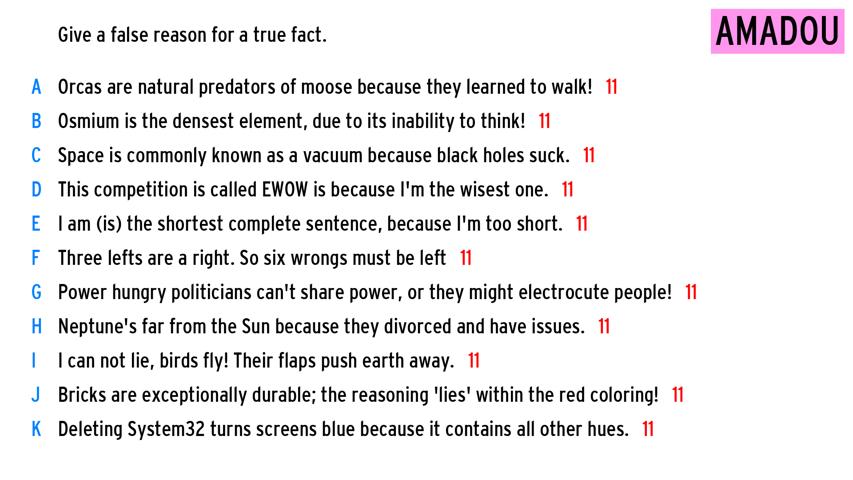 Give a false reason for a true fact.
AMADOU
A Orcas are natural predators of moose because they learned to walk! 11
B Osmium is the densest element, due to its inability to think! 11
C Space is commonly known as a vacuum because black holes suck. 11
D This competition is called EWOW is because I'm the wisest one. 11
E I am (is) the shortest complete sentence, because I'm too short. 11
F Three lefts are a right. So six wrongs must be left 11
G Power hungry politicians can't share power, or they might electrocute people! 11
H Neptune's far from the Sun because they divorced and have issues. 11
I I can not lie, birds fly! Their flaps push earth away. 11
J Bricks are exceptionally durable; the reasoning 'lies' within the red coloring! 11
K Deleting System32 turns screens blue because it contains all other hues. 11